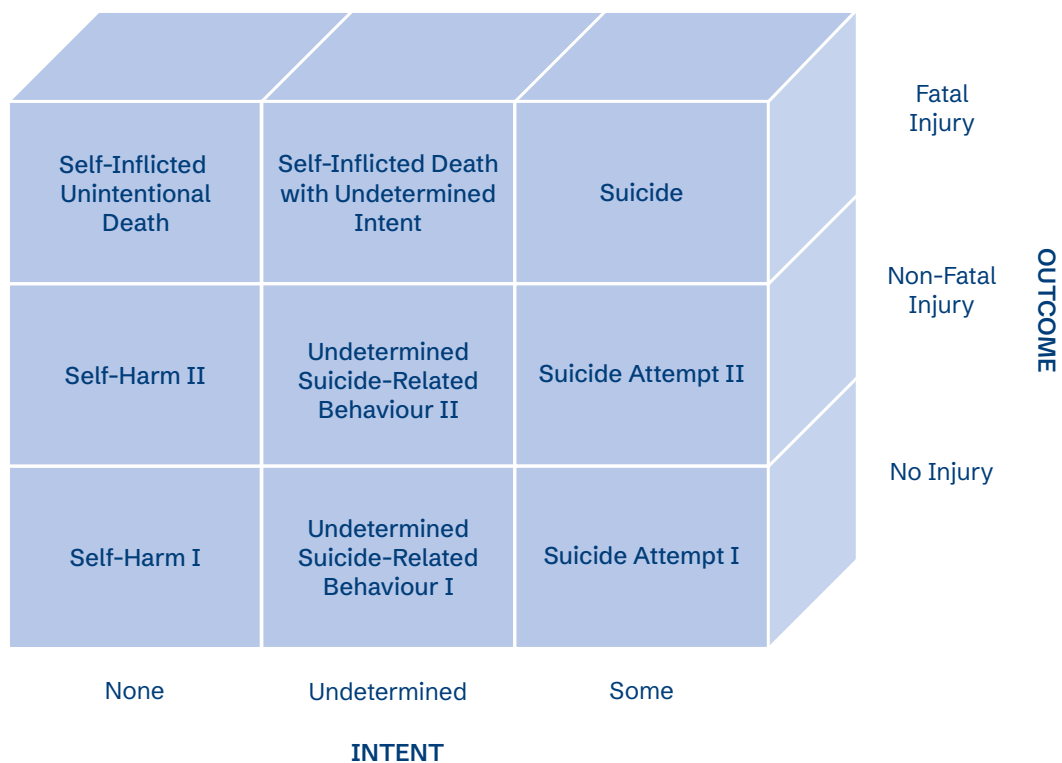 Fatal
Injury
Self-Inflicted
Unintentional
Death
Self-Inflicted Death
with Undetermined
Intent
Suicide
Non-Fatal
Injury
OUTCOME
Self-Harm II
Undetermined
Suicide-Related
Behaviour II
Suicide Attempt II
No Injury
Self-Harm I
Undetermined
Suicide-Related
Behaviour I
Suicide Attempt I
None
Undetermined
Some
INTENT